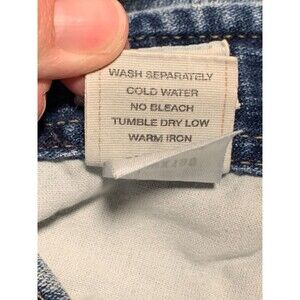 WASH SEPARATELY
COLD WATER
NO BLEACH
TUMBLE DRY LOW
WARM IRON